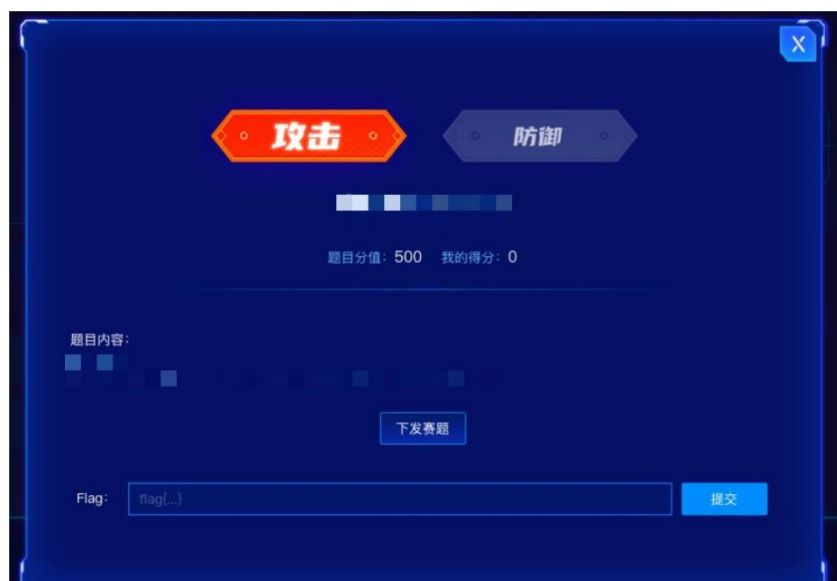 X
攻击 防御
题目分值：500 我的得分：0
题目内容：
下发赛题
Flag： flag{...} 提交